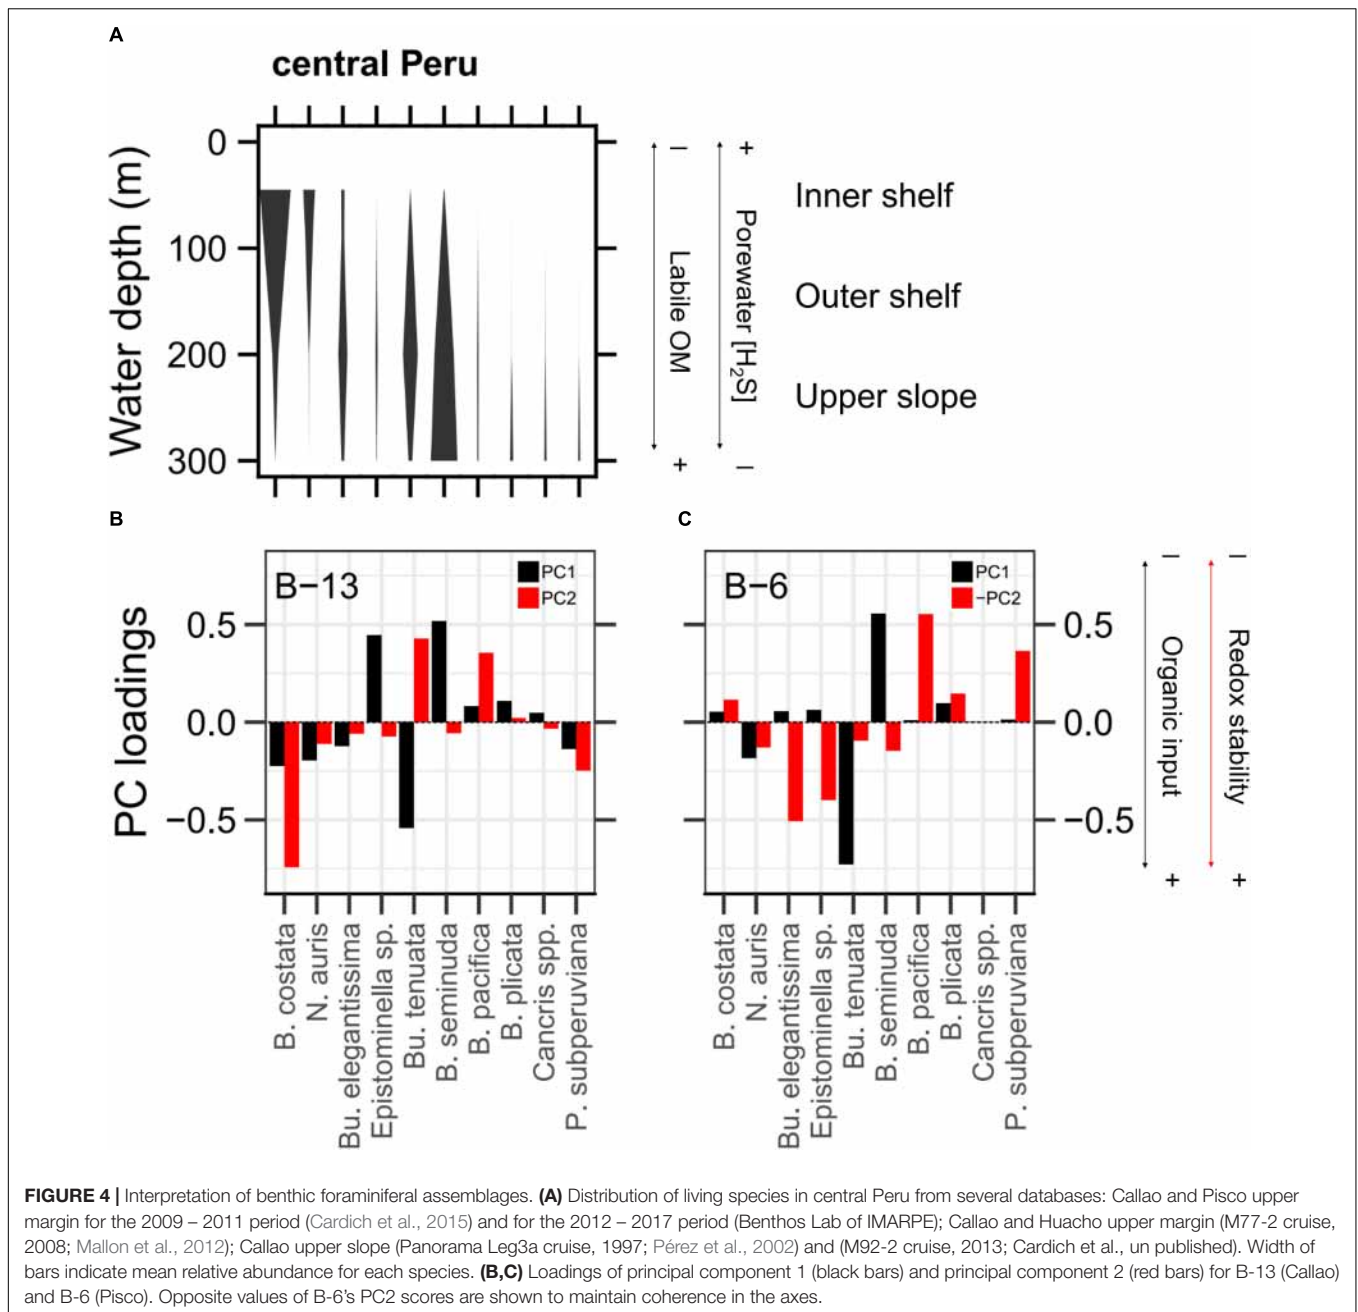 A
central Peru
Water depth (m)
0
100
200
300
–
Labile OM
+
+
Porewater [H₂S]
–
Inner shelf
Outer shelf
Upper slope
B
C
PC loadings
B–13
PC1
PC2
0.5
0.0
−0.5
B. costata
N. auris
Bu. elegantissima
Epistominella sp.
Bu. tenuata
B. seminuda
B. pacifica
B. plicata
Cancris spp.
P. subperuviana
B–6
PC1
–PC2
0.5
0.0
−0.5
B. costata
N. auris
Bu. elegantissima
Epistominella sp.
Bu. tenuata
B. seminuda
B. pacifica
B. plicata
Cancris spp.
P. subperuviana
–
Organic input
+
–
Redox stability
+
FIGURE 4 | Interpretation of benthic foraminiferal assemblages. (A) Distribution of living species in central Peru from several databases: Callao and Pisco upper
margin for the 2009 – 2011 period (Cardich et al., 2015) and for the 2012 – 2017 period (Benthos Lab of IMARPE); Callao and Huacho upper margin (M77-2 cruise,
2008; Mallon et al., 2012); Callao upper slope (Panorama Leg3a cruise, 1997; Pérez et al., 2002) and (M92-2 cruise, 2013; Cardich et al., un published). Width of
bars indicate mean relative abundance for each species. (B,C) Loadings of principal component 1 (black bars) and principal component 2 (red bars) for B-13 (Callao)
and B-6 (Pisco). Opposite values of B-6's PC2 scores are shown to maintain coherence in the axes.